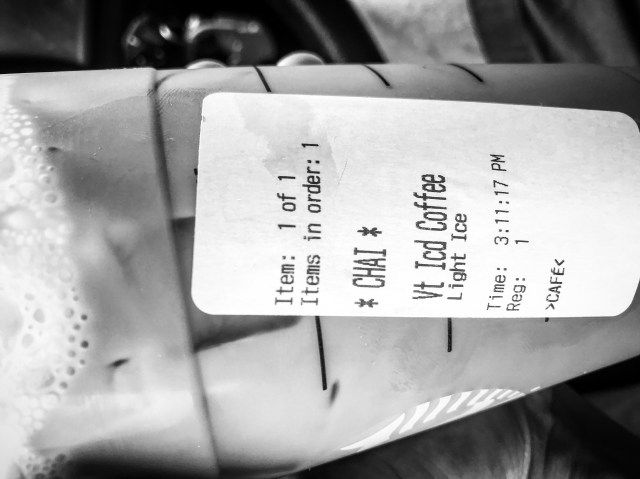 Item: 1 of 1
Items in order: 1
* CHAI *
Vt Icd Coffee
Light Ice
Time: 3:11:17 PM
Reg: 1
>CAFÉ<